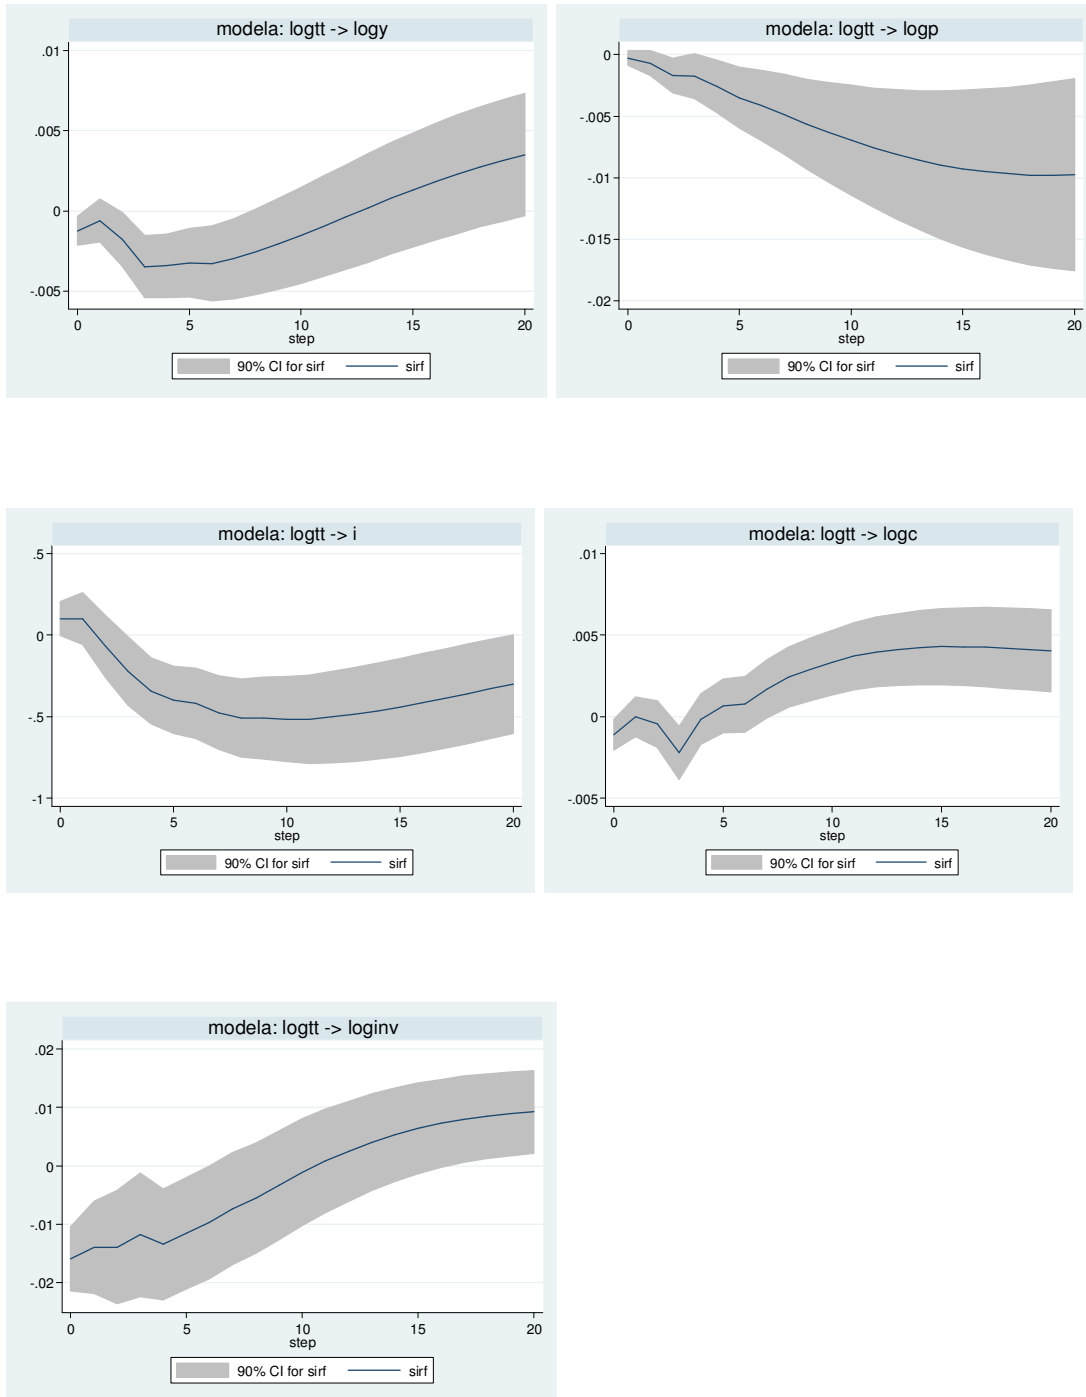 modela: logtt -> logy
.01
.005
0
-.005
0 5 10 15 20
step
90% CI for sirf sirf
modela: logtt -> logp
0
-.005
-.01
-.015
-.02
0 5 10 15 20
step
90% CI for sirf sirf
modela: logtt -> i
.5
0
-.5
-1
0 5 10 15 20
step
90% CI for sirf sirf
modela: logtt -> logc
.01
.005
0
-.005
0 5 10 15 20
step
90% CI for sirf sirf
modela: logtt -> loginv
.02
.01
0
-.01
-.02
0 5 10 15 20
step
90% CI for sirf sirf